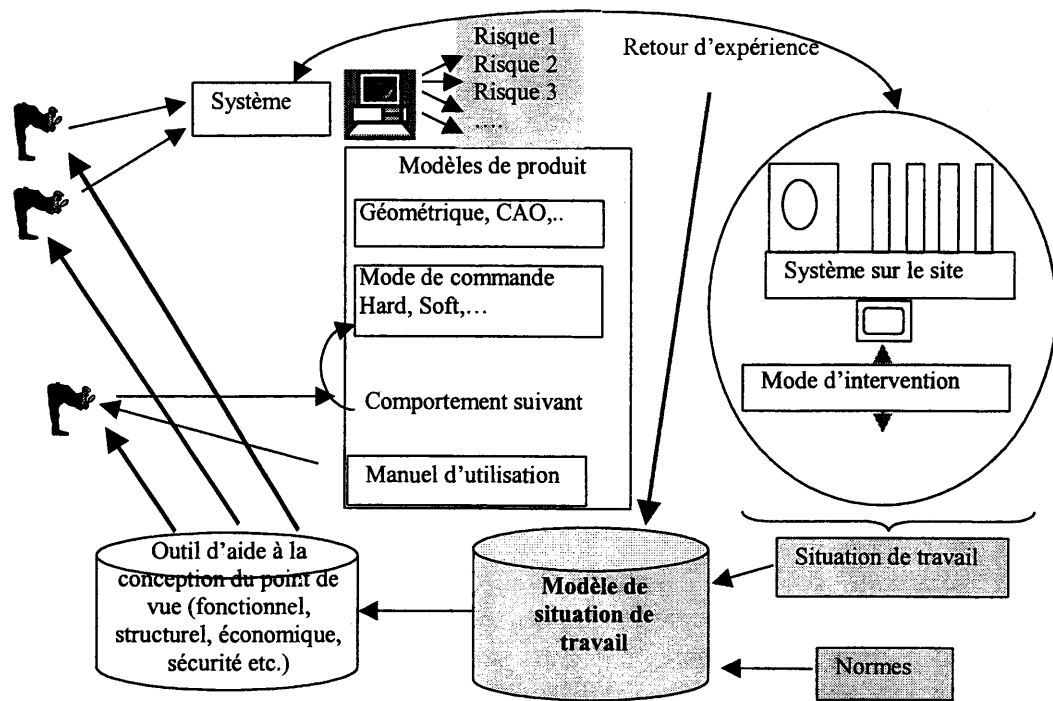 Risque 1
Risque 2
Risque 3
.....
Retour d’expérience
Système
Modèles de produit
Géométrique, CAO,..
Mode de commande
Hard, Soft,…
Comportement suivant
Manuel d’utilisation
Système sur le site
Mode d’intervention
Outil d’aide à la
conception du point de
vue (fonctionnel,
structurel, économique,
sécurité etc.)
Modèle de
situation de
travail
Situation de travail
Normes